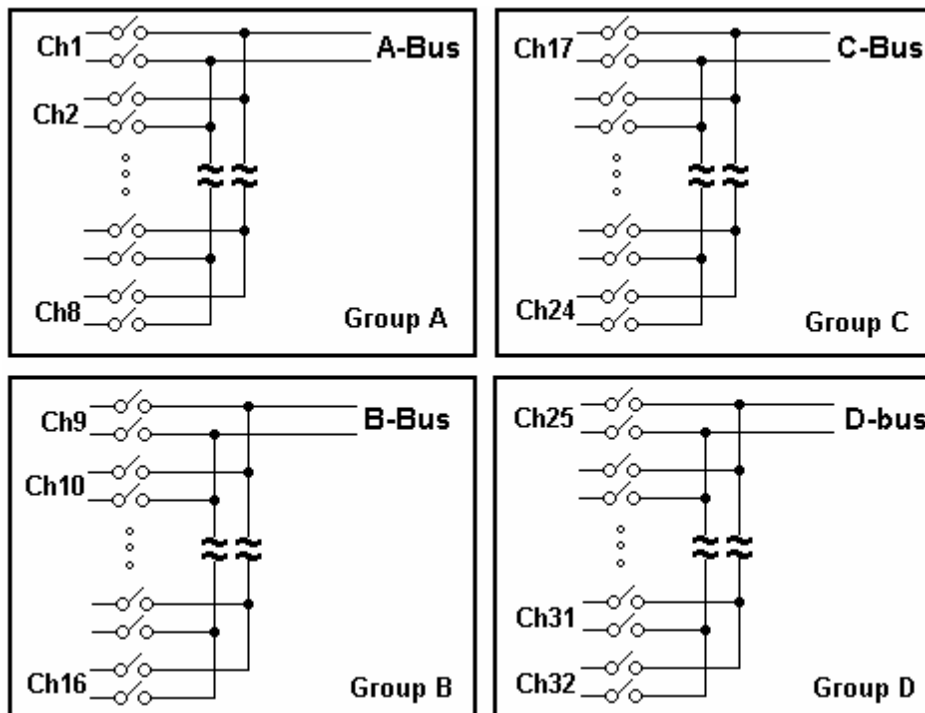 Ch1
A-Bus
Ch2
Ch8
Group A
Ch17
C-Bus
Ch24
Group C
Ch9
B-Bus
Ch10
Ch16
Group B
Ch25
D-bus
Ch31
Ch32
Group D